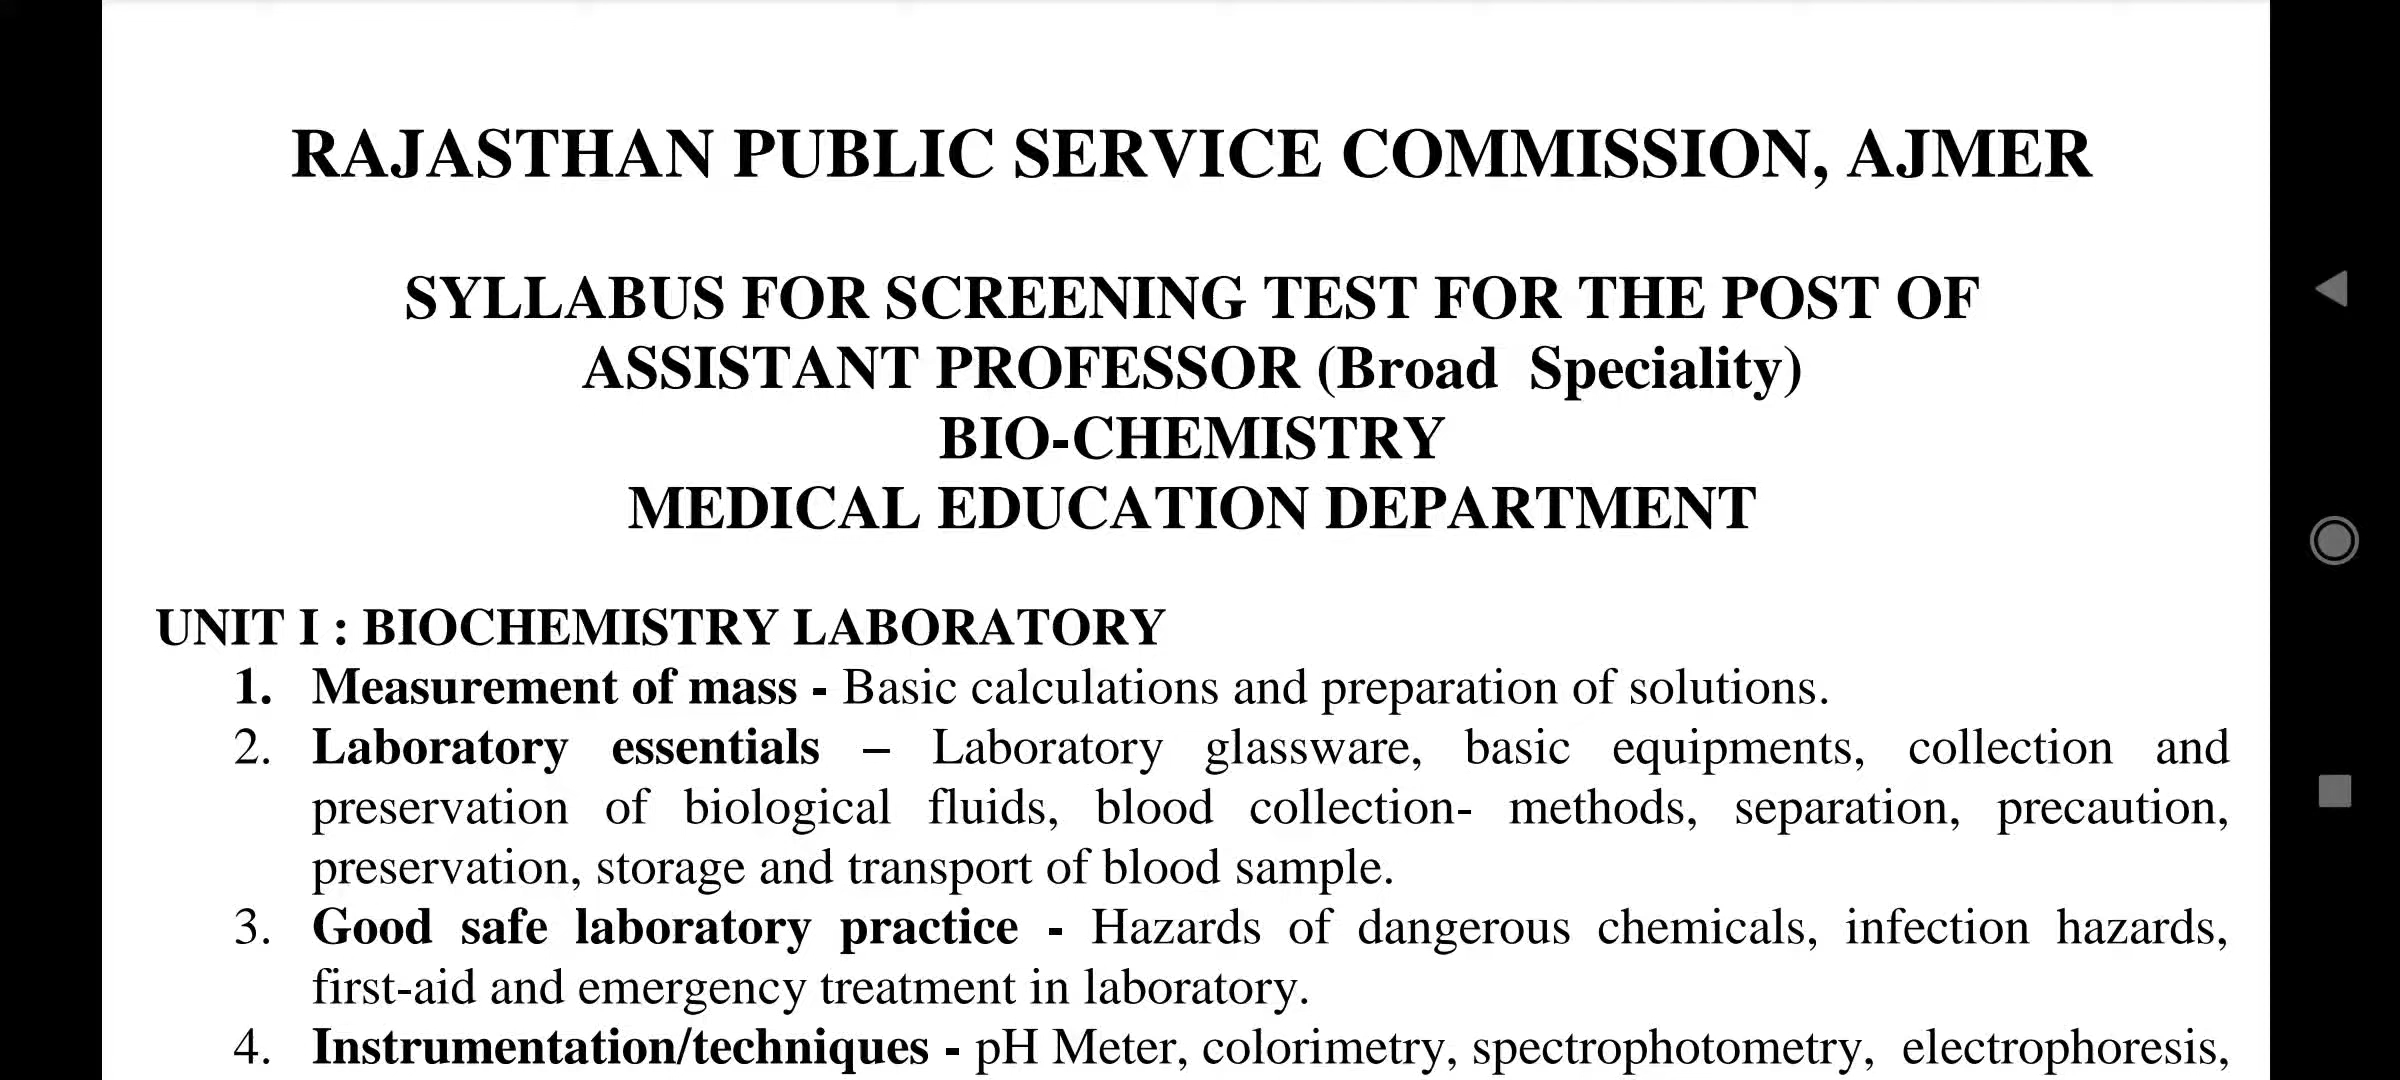 RAJASTHAN PUBLIC SERVICE COMMISSION, AJMER
SYLLABUS FOR SCREENING TEST FOR THE POST OF
ASSISTANT PROFESSOR (Broad Speciality)
BIO-CHEMISTRY
MEDICAL EDUCATION DEPARTMENT
UNIT I : BIOCHEMISTRY LABORATORY
1. Measurement of mass - Basic calculations and preparation of solutions.
2. Laboratory essentials – Laboratory glassware, basic equipments, collection and
preservation of biological fluids, blood collection- methods, separation, precaution,
preservation, storage and transport of blood sample.
3. Good safe laboratory practice - Hazards of dangerous chemicals, infection hazards,
first-aid and emergency treatment in laboratory.
4. Instrumentation/techniques - pH Meter, colorimetry, spectrophotometry, electrophoresis,